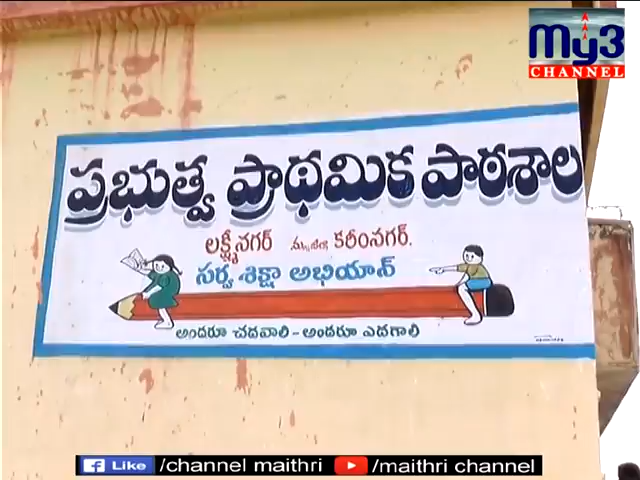 My3
CHANNEL
ప్రభుత్వ ప్రాథమిక పాఠశాల
లక్ష్మీనగర్ కరీంనగర్.
సర్వ శిక్షా అభియాన్
అందరూ చదవాలి - అందరూ ఎదగాలి
Like /channel maithri /maithri channel